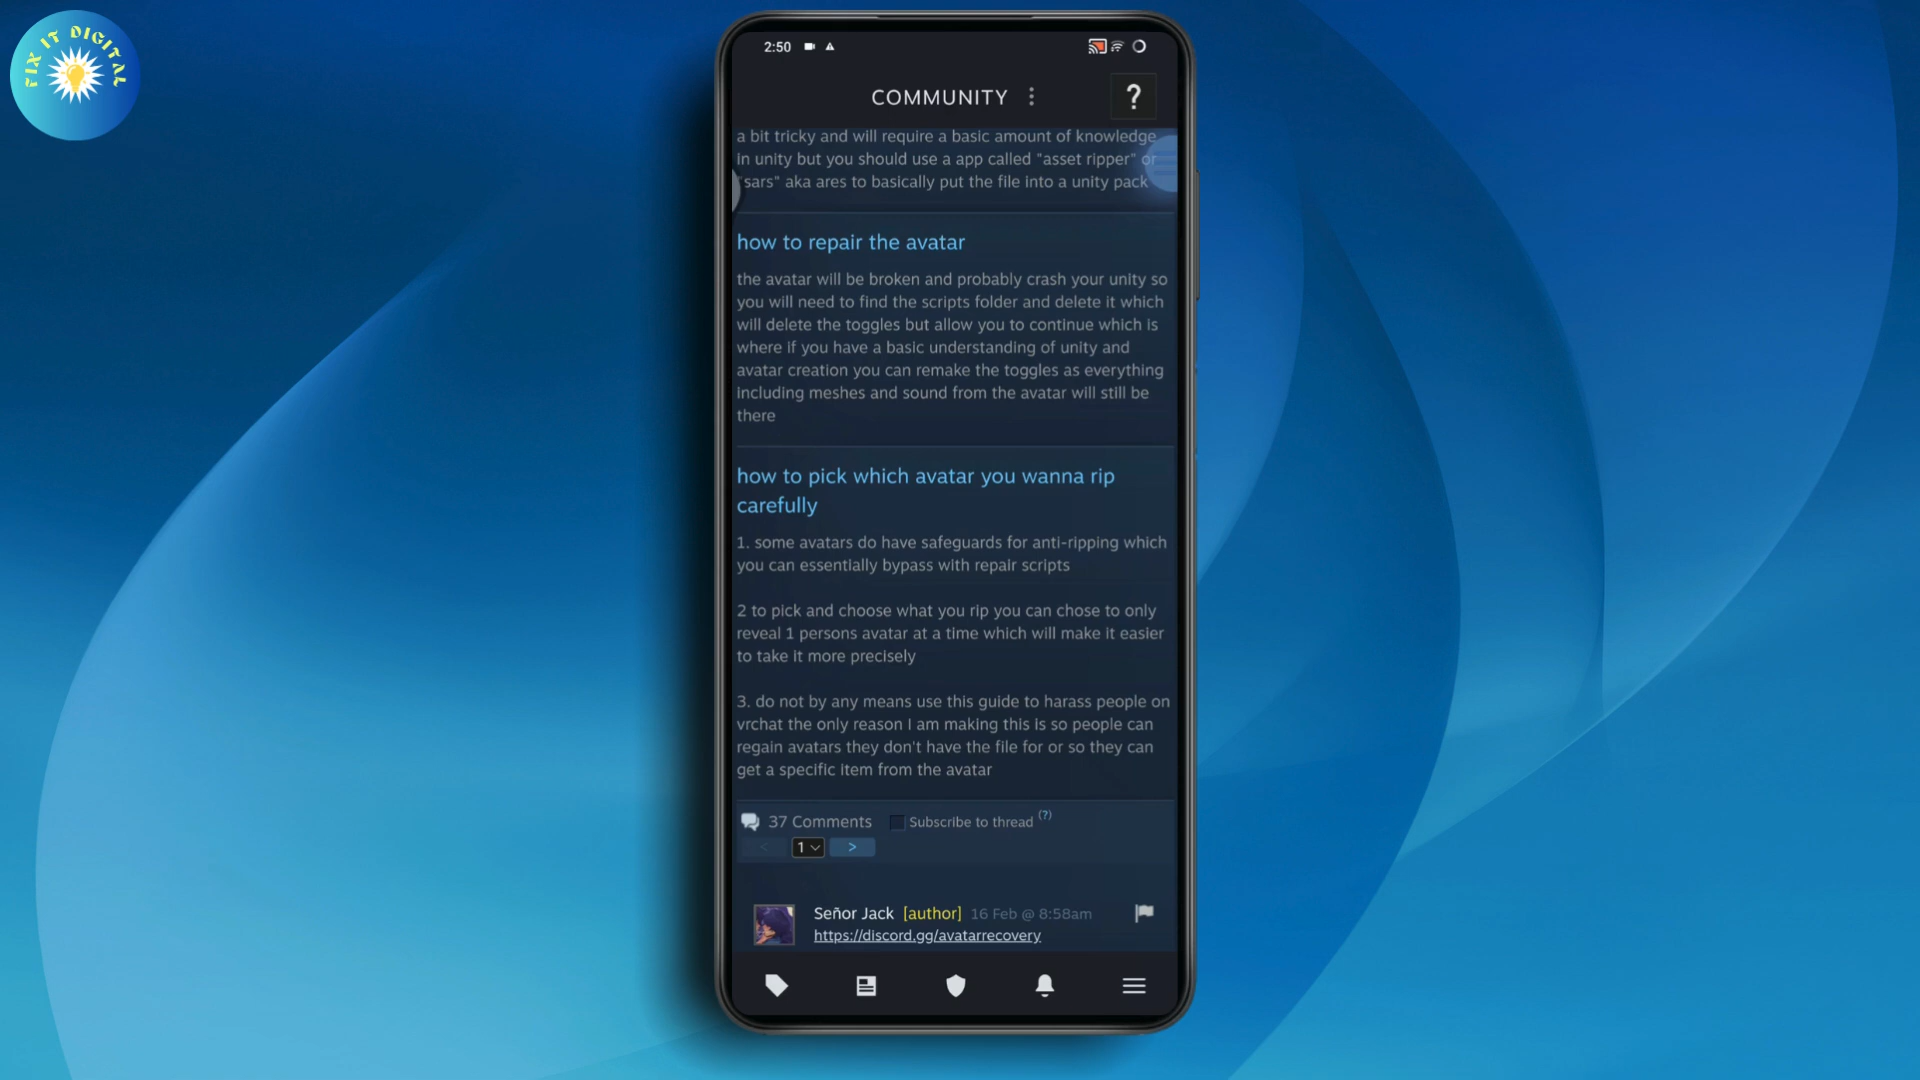 FIX IT DIGITAL
2:50
COMMUNITY
?
a bit tricky and will require a basic amount of knowledge
in unity but you should use a app called "asset ripper" or
"sars" aka ares to basically put the file into a unity pack
how to repair the avatar
the avatar will be broken and probably crash your unity so
you will need to find the scripts folder and delete it which
will delete the toggles but allow you to continue which is
where if you have a basic understanding of unity and
avatar creation you can remake the toggles as everything
including meshes and sound from the avatar will still be
there
how to pick which avatar you wanna rip
carefully
1. some avatars do have safeguards for anti-ripping which
you can essentially bypass with repair scripts
2 to pick and choose what you rip you can chose to only
reveal 1 persons avatar at a time which will make it easier
to take it more precisely
3. do not by any means use this guide to harass people on
vrchat the only reason I am making this is so people can
regain avatars they don't have the file for or so they can
get a specific item from the avatar
37 Comments Subscribe to thread (?)
< 1 >
Señor Jack [author] 16 Feb @ 8:58am
https://discord.gg/avatarrecovery